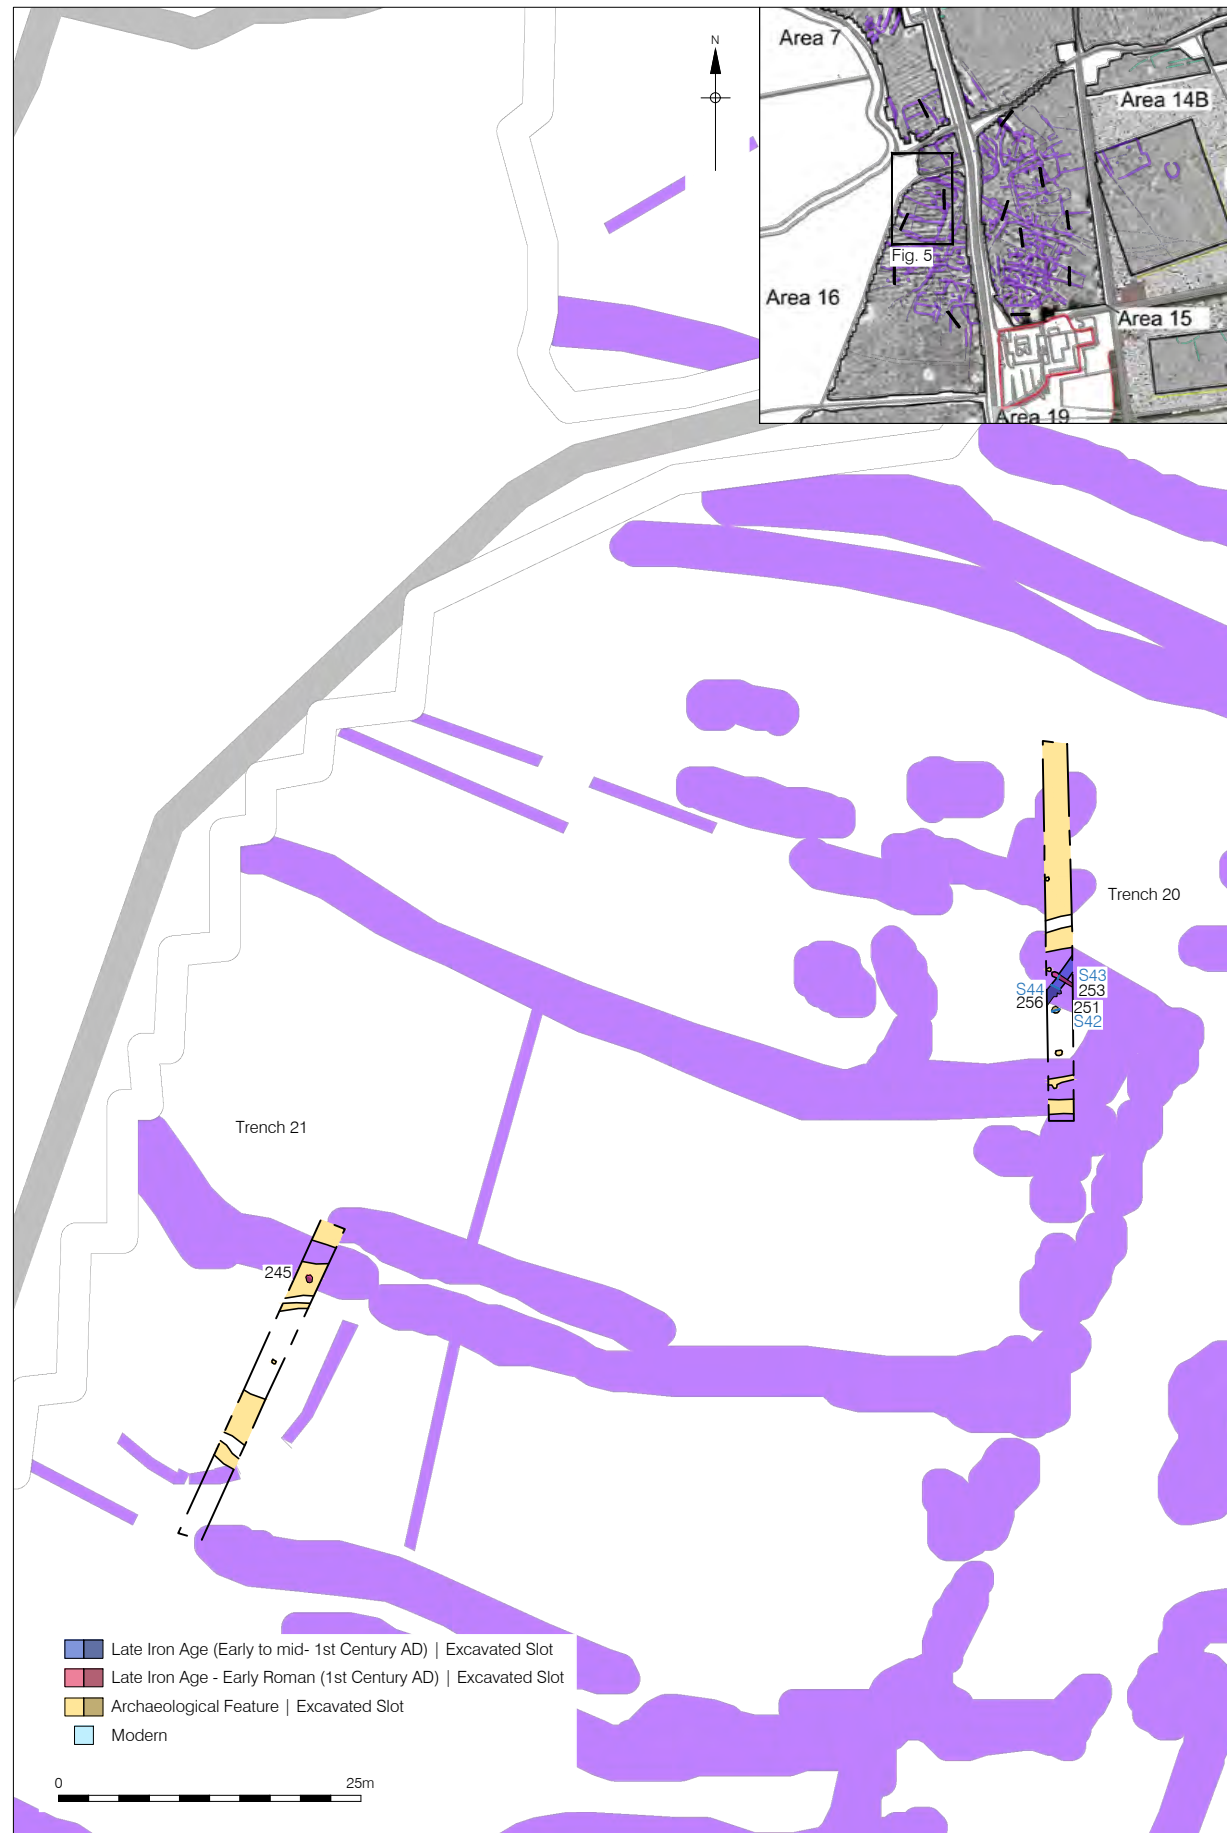 N
Area 7
Area 14B
Fig. 5
Area 16
Area 15
Area 19
Trench 20
S43
S44
253
256
251
S42
Trench 21
245
Late Iron Age (Early to mid- 1st Century AD) | Excavated Slot
Late Iron Age - Early Roman (1st Century AD) | Excavated Slot
Archaeological Feature | Excavated Slot
Modern
0 25m